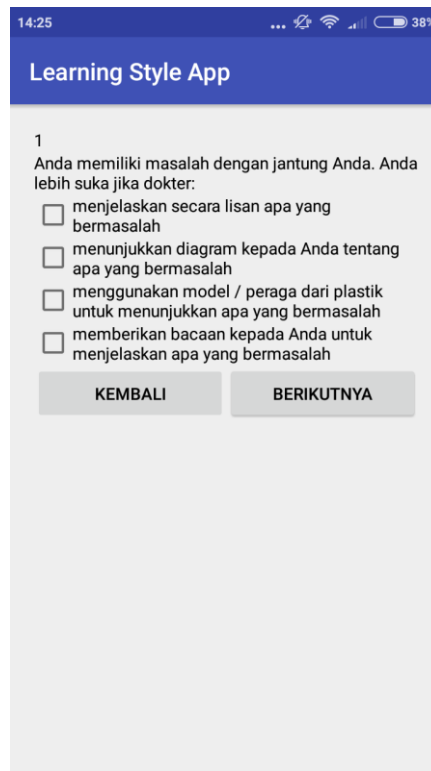 14:25 ... 38%
Learning Style App
1
Anda memiliki masalah dengan jantung Anda. Anda
lebih suka jika dokter:
menjelaskan secara lisan apa yang
bermasalah
menunjukkan diagram kepada Anda tentang
apa yang bermasalah
menggunakan model / peraga dari plastik
untuk menunjukkan apa yang bermasalah
memberikan bacaan kepada Anda untuk
menjelaskan apa yang bermasalah
KEMBALI BERIKUTNYA